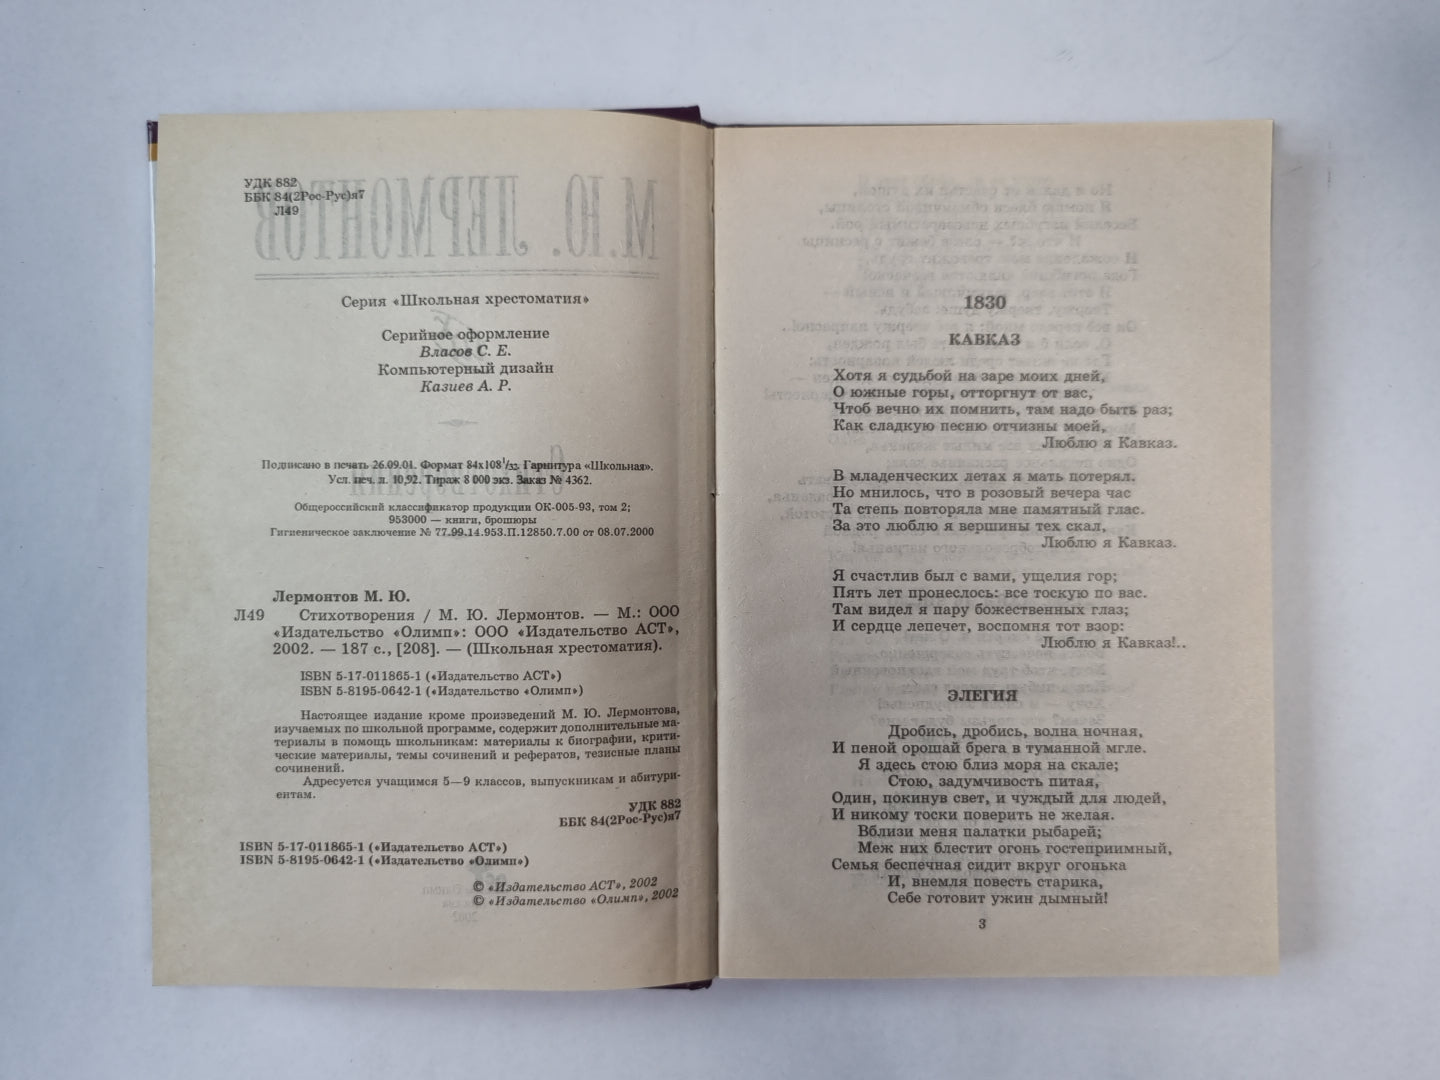 УДК 882
ББК 84(2Рос-Рус)я7
Л49
М.Ю. ЛЕРМОНТОВ
Серия «Школьная хрестоматия»
Серийное оформление
Власов С. Е.
Компьютерный дизайн
Казиев А. Р.
Подписано в печать 26.09.01. Формат 84х108 1/32. Гарнитура «Школьная».
Усл. печ. л. 10,92. Тираж 8 000 экз. Заказ № 4362.
Общероссийский классификатор продукции ОК-005-93, том 2;
953000 — книги, брошюры
Гигиеническое заключение № 77.99.14.953.П.12850.7.00 от 08.07.2000
Лермонтов М. Ю.
Л49 Стихотворения / М. Ю. Лермонтов. — М.: ООО
«Издательство «Олимп»: ООО «Издательство АСТ»,
2002. — 187 с., [208]. — (Школьная хрестоматия).
ISBN 5-17-011865-1 («Издательство АСТ»)
ISBN 5-8195-0642-1 («Издательство «Олимп»)
Настоящее издание кроме произведений М. Ю. Лермонтова,
изучаемых по школьной программе, содержит дополнительные ма-
териалы в помощь школьникам: материалы к биографии, крити-
ческие материалы, темы сочинений и рефератов, тезисные планы
сочинений.
Адресуется учащимся 5—9 классов, выпускникам и абитури-
ентам.
УДК 882
ББК 84(2Рос-Рус)я7
ISBN 5-17-011865-1 («Издательство АСТ»)
ISBN 5-8195-0642-1 («Издательство «Олимп»)
© «Издательство АСТ», 2002
© «Издательство «Олимп», 2002
1830
КАВКАЗ
Хотя я судьбой на заре моих дней,
О южные горы, отторгнут от вас,
Чтоб вечно их помнить, там надо быть раз;
Как сладкую песню отчизны моей,
Люблю я Кавказ.
В младенческих летах я мать потерял.
Но мнилось, что в розовый вечера час
Та степь повторяла мне памятный глас.
За это люблю я вершины тех скал,
Люблю я Кавказ.
Я счастлив был с вами, ущелия гор;
Пять лет пронеслось: все тоскую по вас.
Там видел я пару божественных глаз;
И сердце лепечет, воспомня тот взор:
Люблю я Кавказ!..
ЭЛЕГИЯ
Дробись, дробись, волна ночная,
И пеной орошай брега в туманной мгле.
Я здесь стою близ моря на скале;
Стою, задумчивость питая,
Один, покинув свет, и чуждый для людей,
И никому тоски поверить не желая.
Вблизи меня палатки рыбарей;
Меж них блестит огонь гостеприимный,
Семья беспечная сидит вкруг огонька
И, внемля повесть старика,
Себе готовит ужин дымный!
3